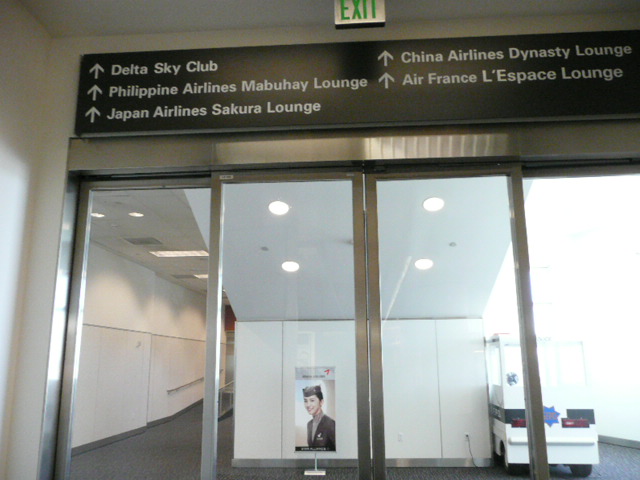 EXIT
↑ Delta Sky Club
↑ Philippine Airlines Mabuhay Lounge
↑ Japan Airlines Sakura Lounge
↑ China Airlines Dynasty Lounge
↑ Air France L'Espace Lounge